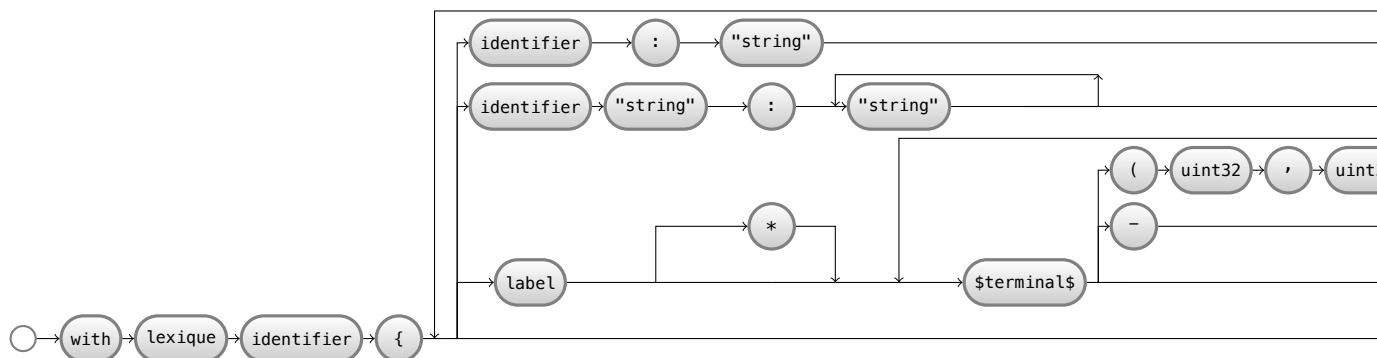 identifier : "string"
identifier "string" : "string"
( uint32 ,
* -
label $terminal$
with lexique identifier {